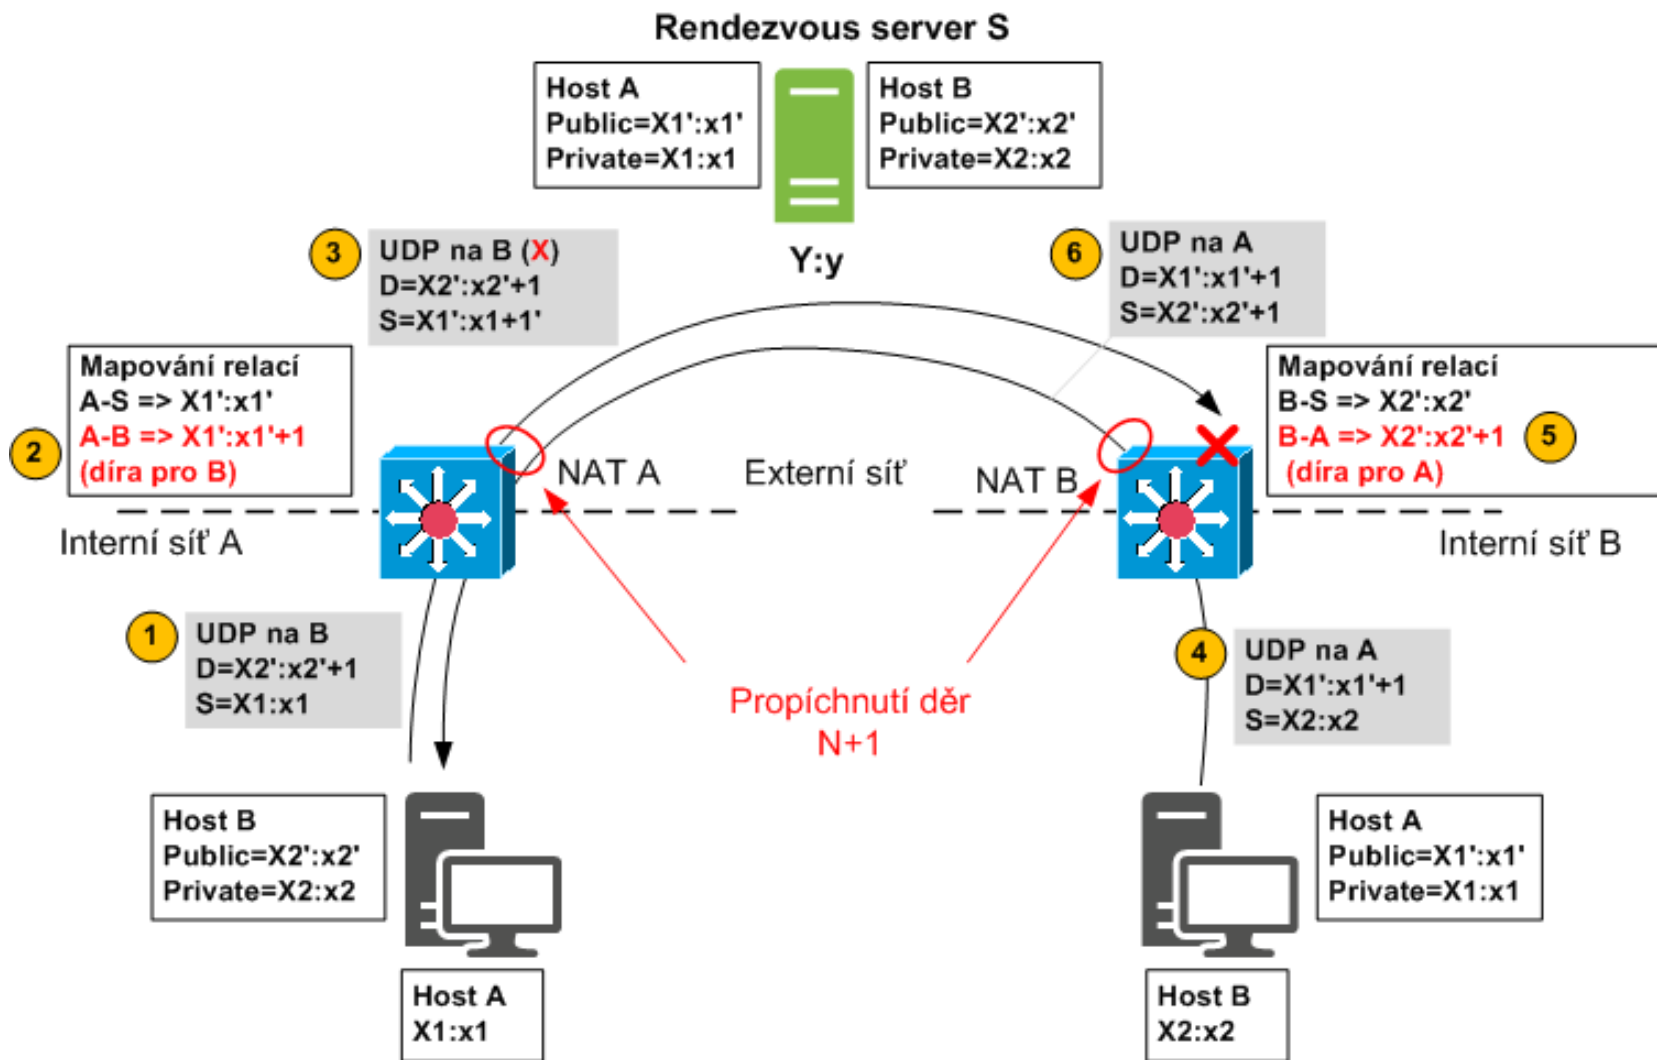 Rendezvous server S
Host A
Public=X1':x1'
Private=X1:x1
Host B
Public=X2':x2'
Private=X2:x2
Y:y
3
UDP na B (X)
D=X2':x2'+1
S=X1':x1+1'
6
UDP na A
D=X1':x1'+1
S=X2':x2'+1
2
Mapování relací
A-S => X1':x1'
A-B => X1':x1'+1
(díra pro B)
Mapování relací
B-S => X2':x2'
B-A => X2':x2'+1
(díra pro A)
5
NAT A
Externí síť
NAT B
Interní síť A
Interní síť B
1
UDP na B
D=X2':x2'+1
S=X1:x1
Propíchnutí děr
N+1
4
UDP na A
D=X1':x1'+1
S=X2:x2
Host B
Public=X2':x2'
Private=X2:x2
Host A
X1:x1
Host A
Public=X1':x1'
Private=X1:x1
Host B
X2:x2